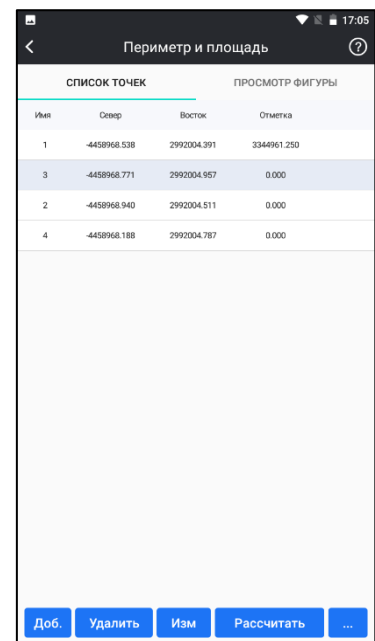 17:05
Периметр и площадь
СПИСОК ТОЧЕК ПРОСМОТР ФИГУРЫ
Имя Север Восток Отметка
1 -4458968.538 2992004.391 3344961.250
3 -4458968.771 2992004.957 0.000
2 -4458968.940 2992004.511 0.000
4 -4458968.188 2992004.787 0.000
Доб. Удалить Изм Рассчитать ...